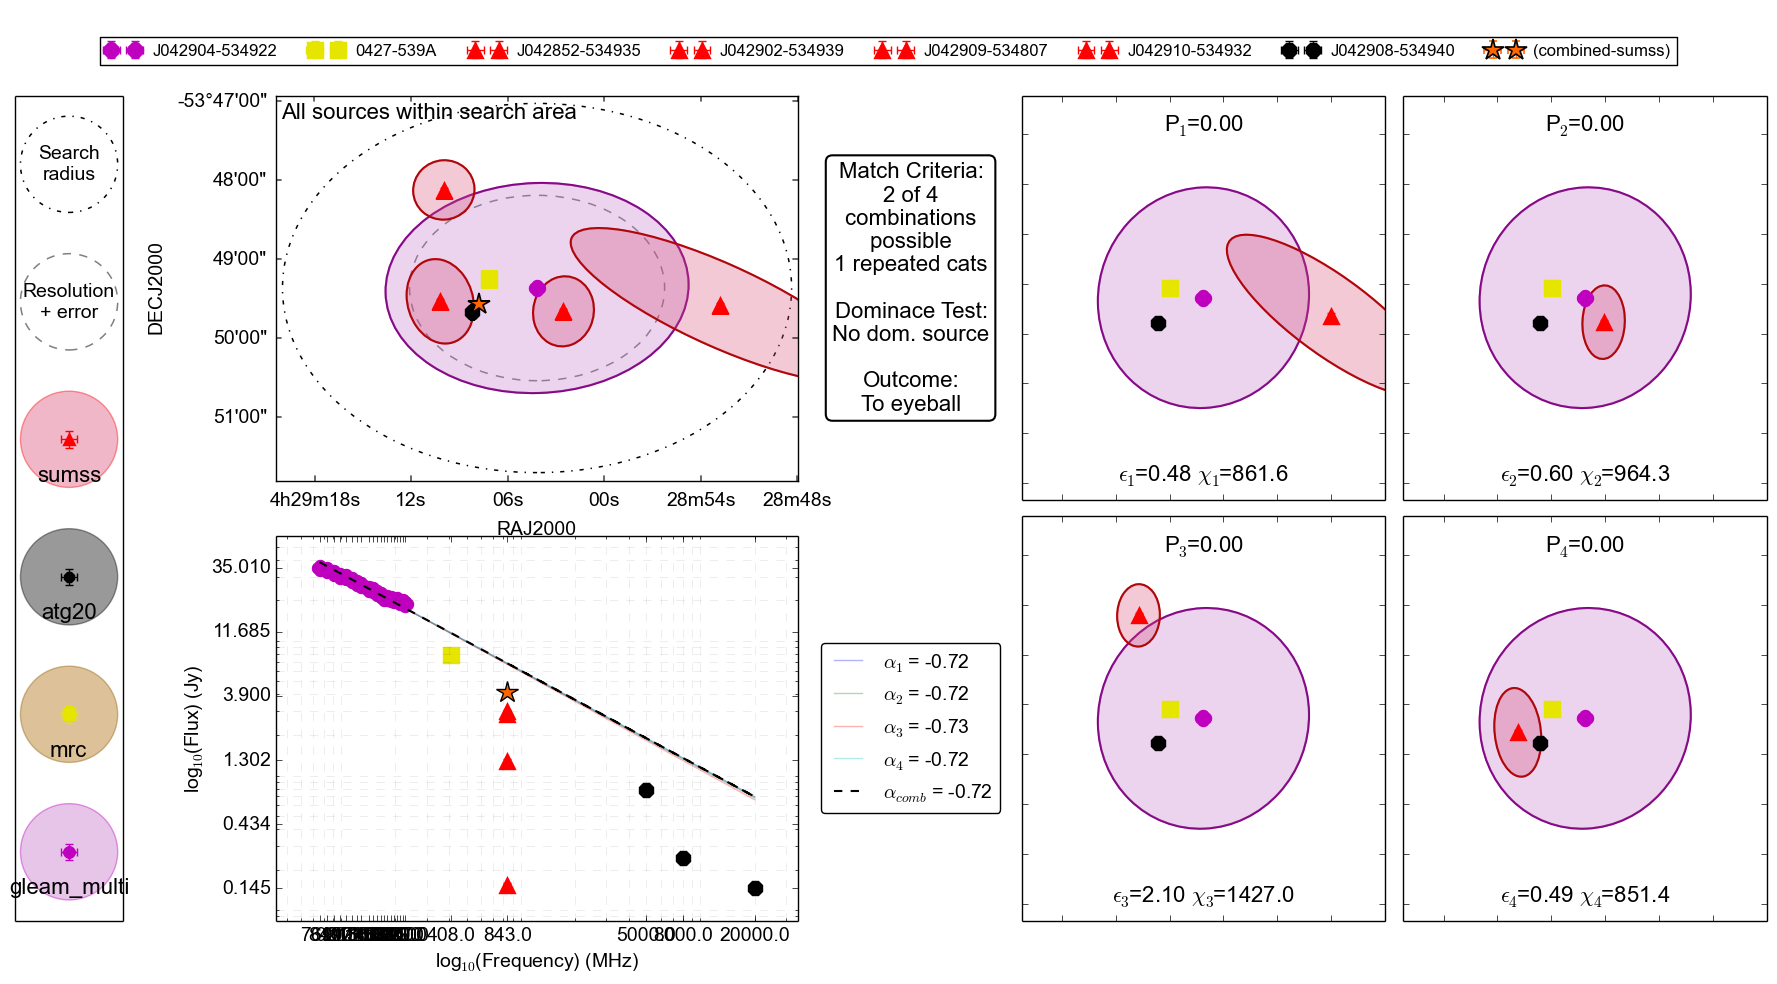 J042904-534922 0427-539A J042852-534935 J042902-534939 J042909-534807 J042910-534932 J042908-534940 (combined-sumss)
Search
radius
Resolution
+ error
sumss
atg20
mrc
gleam_multi
All sources within search area
-53°47'00"
48'00"
49'00"
50'00"
51'00"
DECJ2000
4h29m18s 12s 06s 00s 28m54s 28m48s
RAJ2000
Match Criteria:
2 of 4
combinations
possible
1 repeated cats
Dominace Test:
No dom. source
Outcome:
To eyeball
P1=0.00
ϵ1=0.48 χ1=861.6
P2=0.00
ϵ2=0.60 χ2=964.3
35.010
11.685
3.900
1.302
0.434
0.145
log10(Flux) (Jy)
408.0 843.0 5000.0 8000.0 20000.0
log10(Frequency) (MHz)
α1 = -0.72
α2 = -0.72
α3 = -0.73
α4 = -0.72
αcomb = -0.72
P3=0.00
ϵ3=2.10 χ3=1427.0
P4=0.00
ϵ4=0.49 χ4=851.4